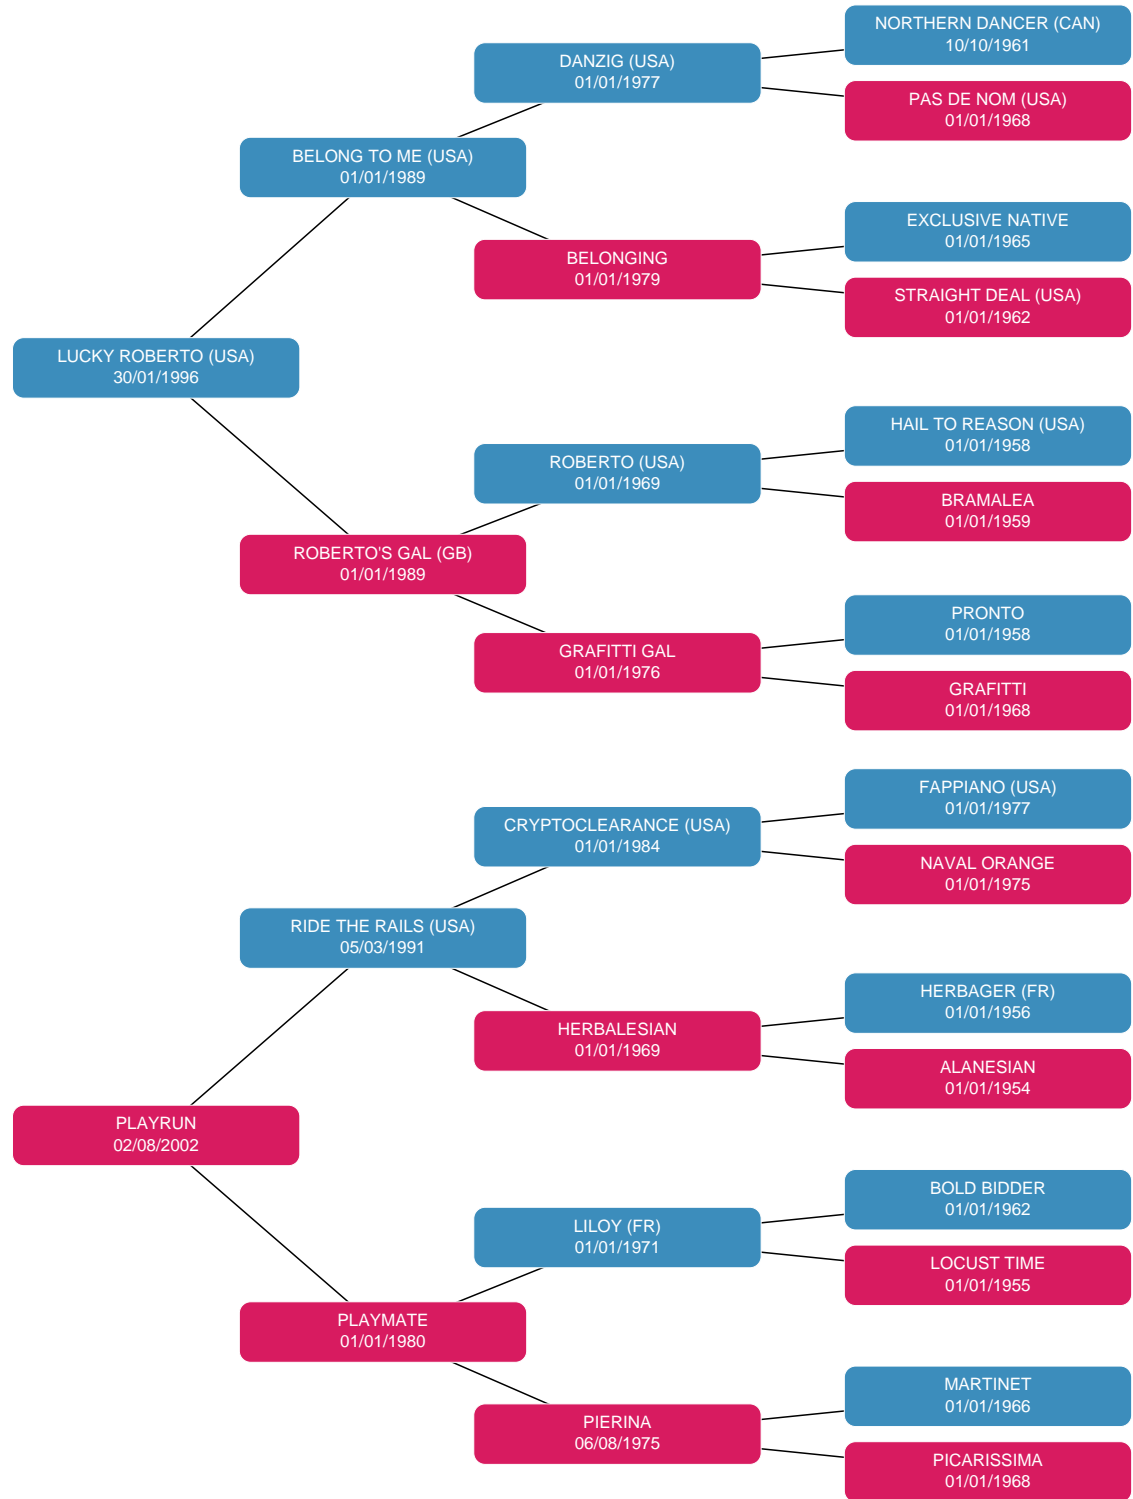 NORTHERN DANCER (CAN)
10/10/1961
DANZIG (USA)
01/01/1977
PAS DE NOM (USA)
01/01/1968
BELONG TO ME (USA)
01/01/1989
EXCLUSIVE NATIVE
01/01/1965
BELONGING
01/01/1979
STRAIGHT DEAL (USA)
01/01/1962
LUCKY ROBERTO (USA)
30/01/1996
HAIL TO REASON (USA)
01/01/1958
ROBERTO (USA)
01/01/1969
BRAMALEA
01/01/1959
ROBERTO'S GAL (GB)
01/01/1989
PRONTO
01/01/1958
GRAFITTI GAL
01/01/1976
GRAFITTI
01/01/1968
FAPPIANO (USA)
01/01/1977
CRYPTOCLEARANCE (USA)
01/01/1984
NAVAL ORANGE
01/01/1975
RIDE THE RAILS (USA)
05/03/1991
HERBAGER (FR)
01/01/1956
HERBALESIAN
01/01/1969
ALANESIAN
01/01/1954
PLAYRUN
02/08/2002
BOLD BIDDER
01/01/1962
LILOY (FR)
01/01/1971
LOCUST TIME
01/01/1955
PLAYMATE
01/01/1980
MARTINET
01/01/1966
PIERINA
06/08/1975
PICARISSIMA
01/01/1968